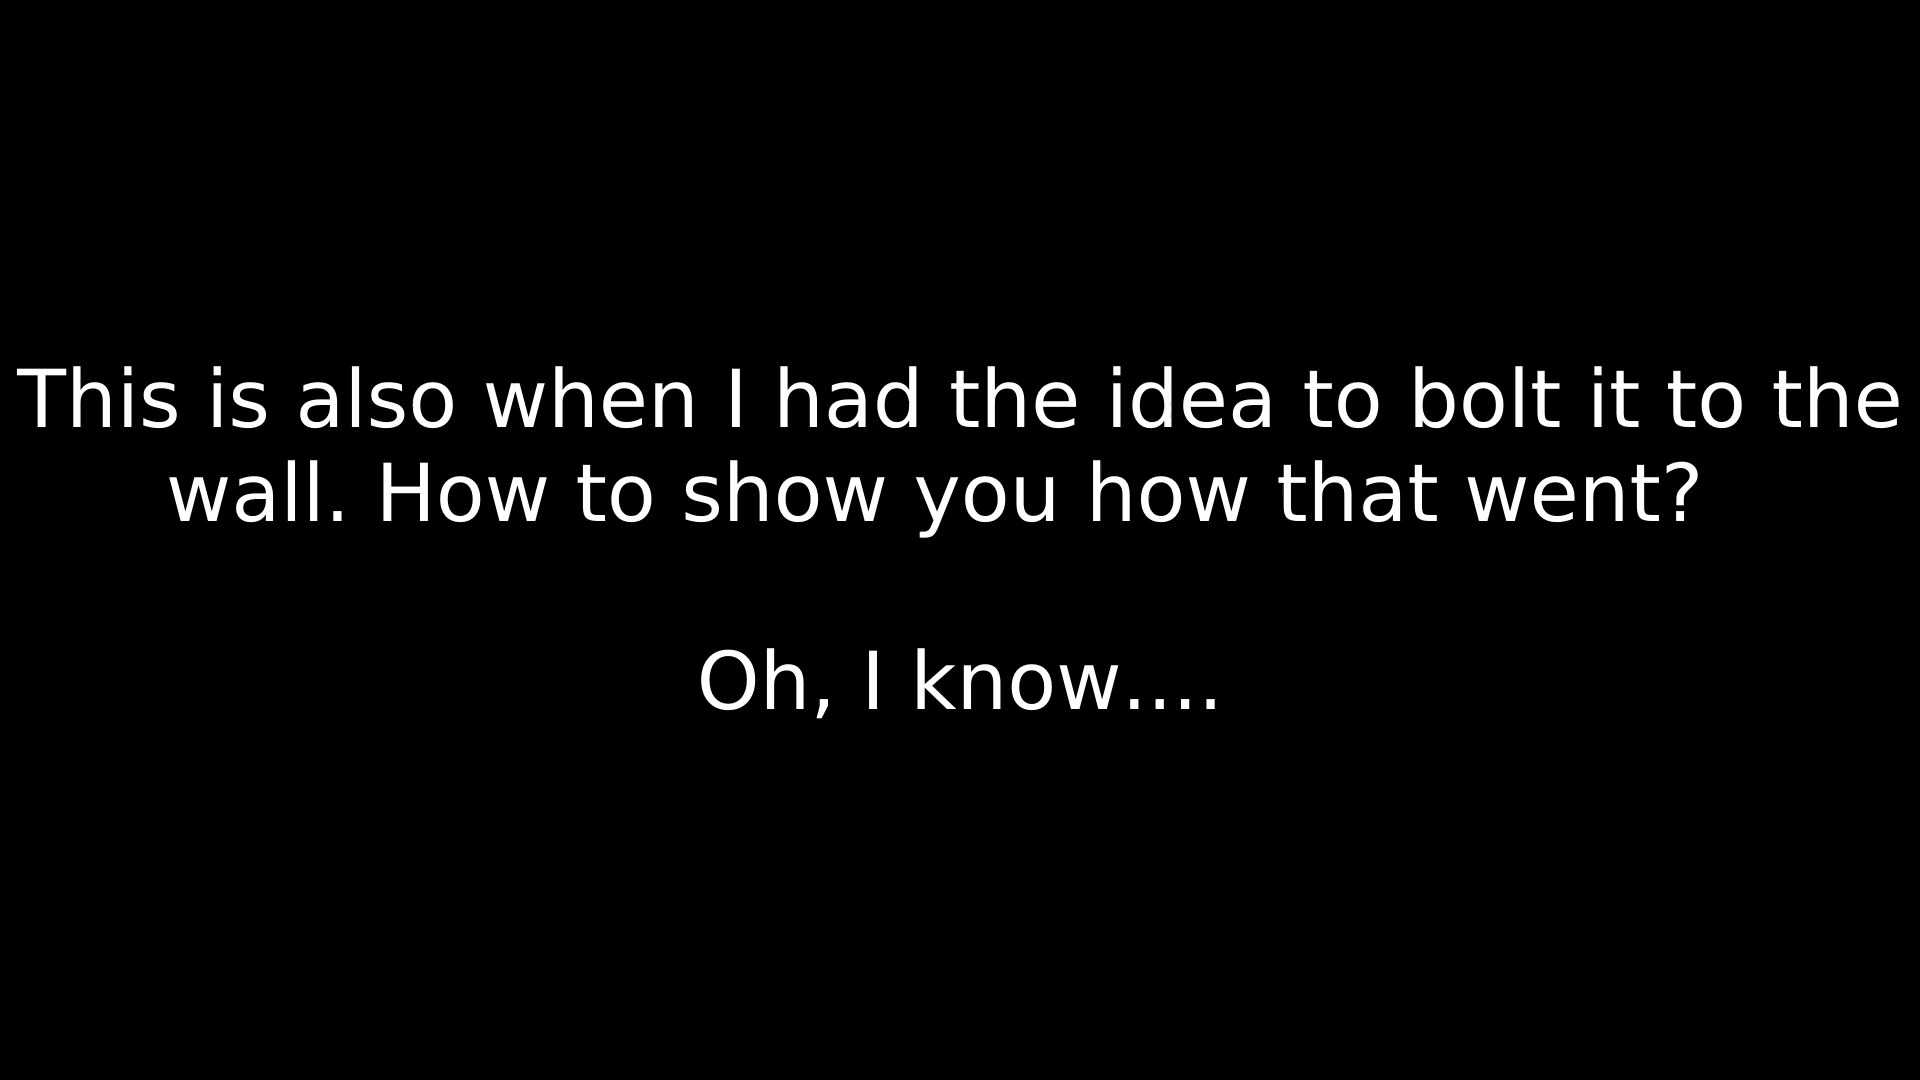 This is also when I had the idea to bolt it to the
wall. How to show you how that went?
Oh, I know....